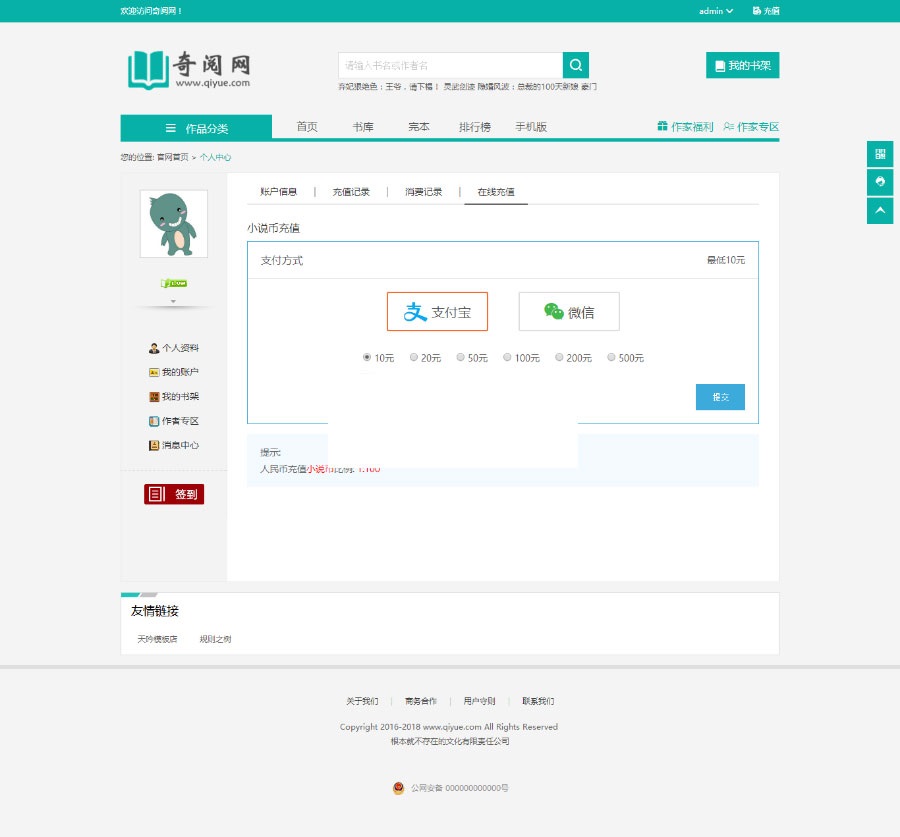 欢迎访问奇阅网！
admin 充值
奇阅网
www.qiyue.com
请输入书名或作者名
我的书架
弃妃狠绝色：王爷，请下榻！ 灵武剑波 隐婚风波：总裁的100天新娘 豪门
作品分类 首页 书库 完本 排行榜 手机版 作家福利 作家专区
您的位置: 官网首页 > 个人中心
账户信息 | 充值记录 | 消费记录 | 在线充值
小说币充值
支付方式 最低10元
支付宝 微信
10元 20元 50元 100元 200元 500元
提交
提示:
人民币充值小说币比例: 1:100
个人资料
我的账户
我的书架
作者专区
消息中心
签到
友情链接
天吟模板店 规则之树
关于我们 | 商务合作 | 用户守则 | 联系我们
Copyright 2016-2018 www.qiyue.com All Rights Reserved
根本就不存在的文化有限责任公司
公网安备 000000000000号